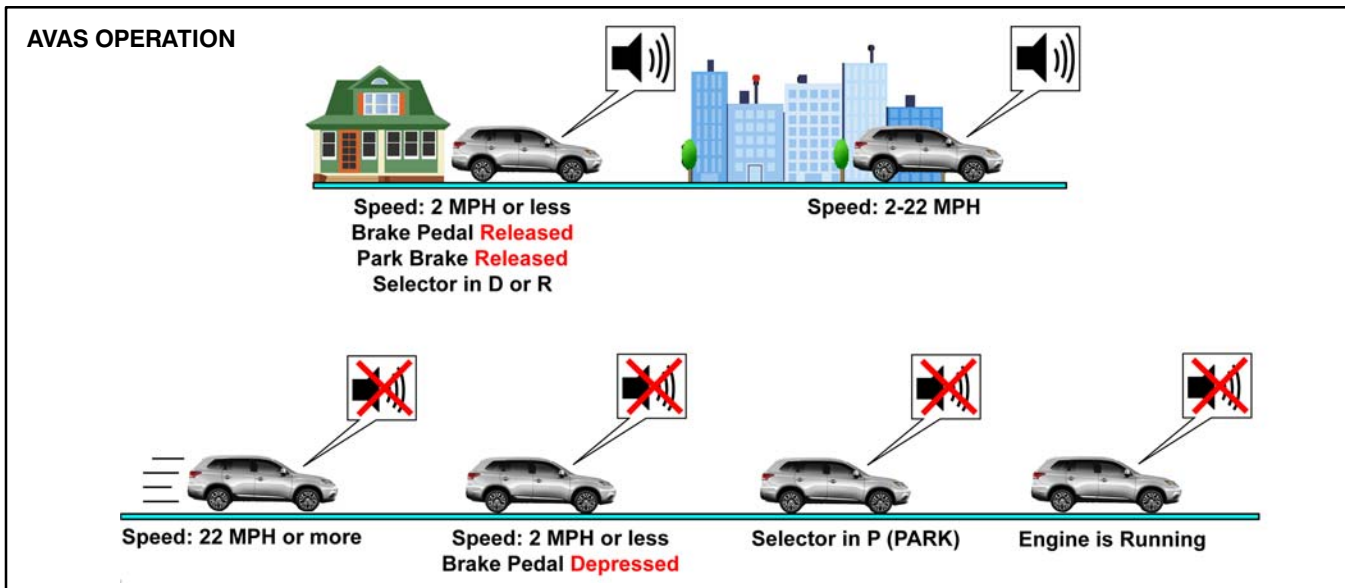 AVAS OPERATION
Speed: 2 MPH or less
Brake Pedal Released
Park Brake Released
Selector in D or R
Speed: 2-22 MPH
Speed: 22 MPH or more
Speed: 2 MPH or less
Brake Pedal Depressed
Selector in P (PARK)
Engine is Running